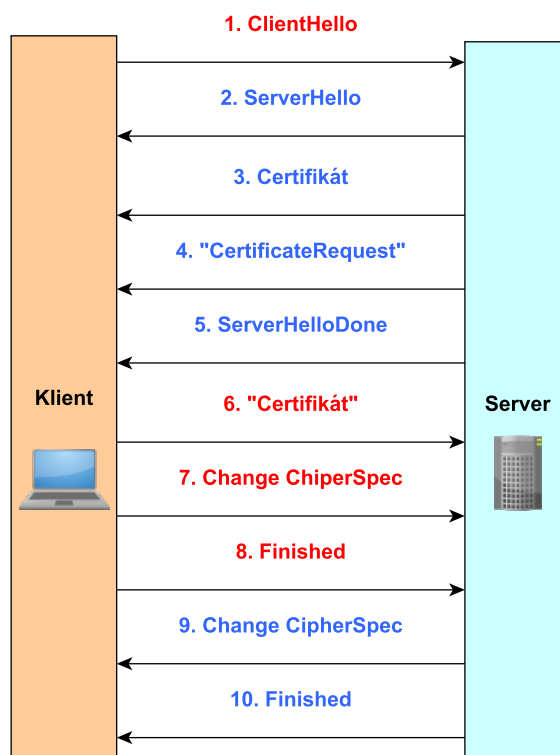 1. ClientHello
2. ServerHello
3. Certifikát
4. "CertificateRequest"
5. ServerHelloDone
Klient
6. "Certifikát"
Server
7. Change ChiperSpec
8. Finished
9. Change CipherSpec
10. Finished